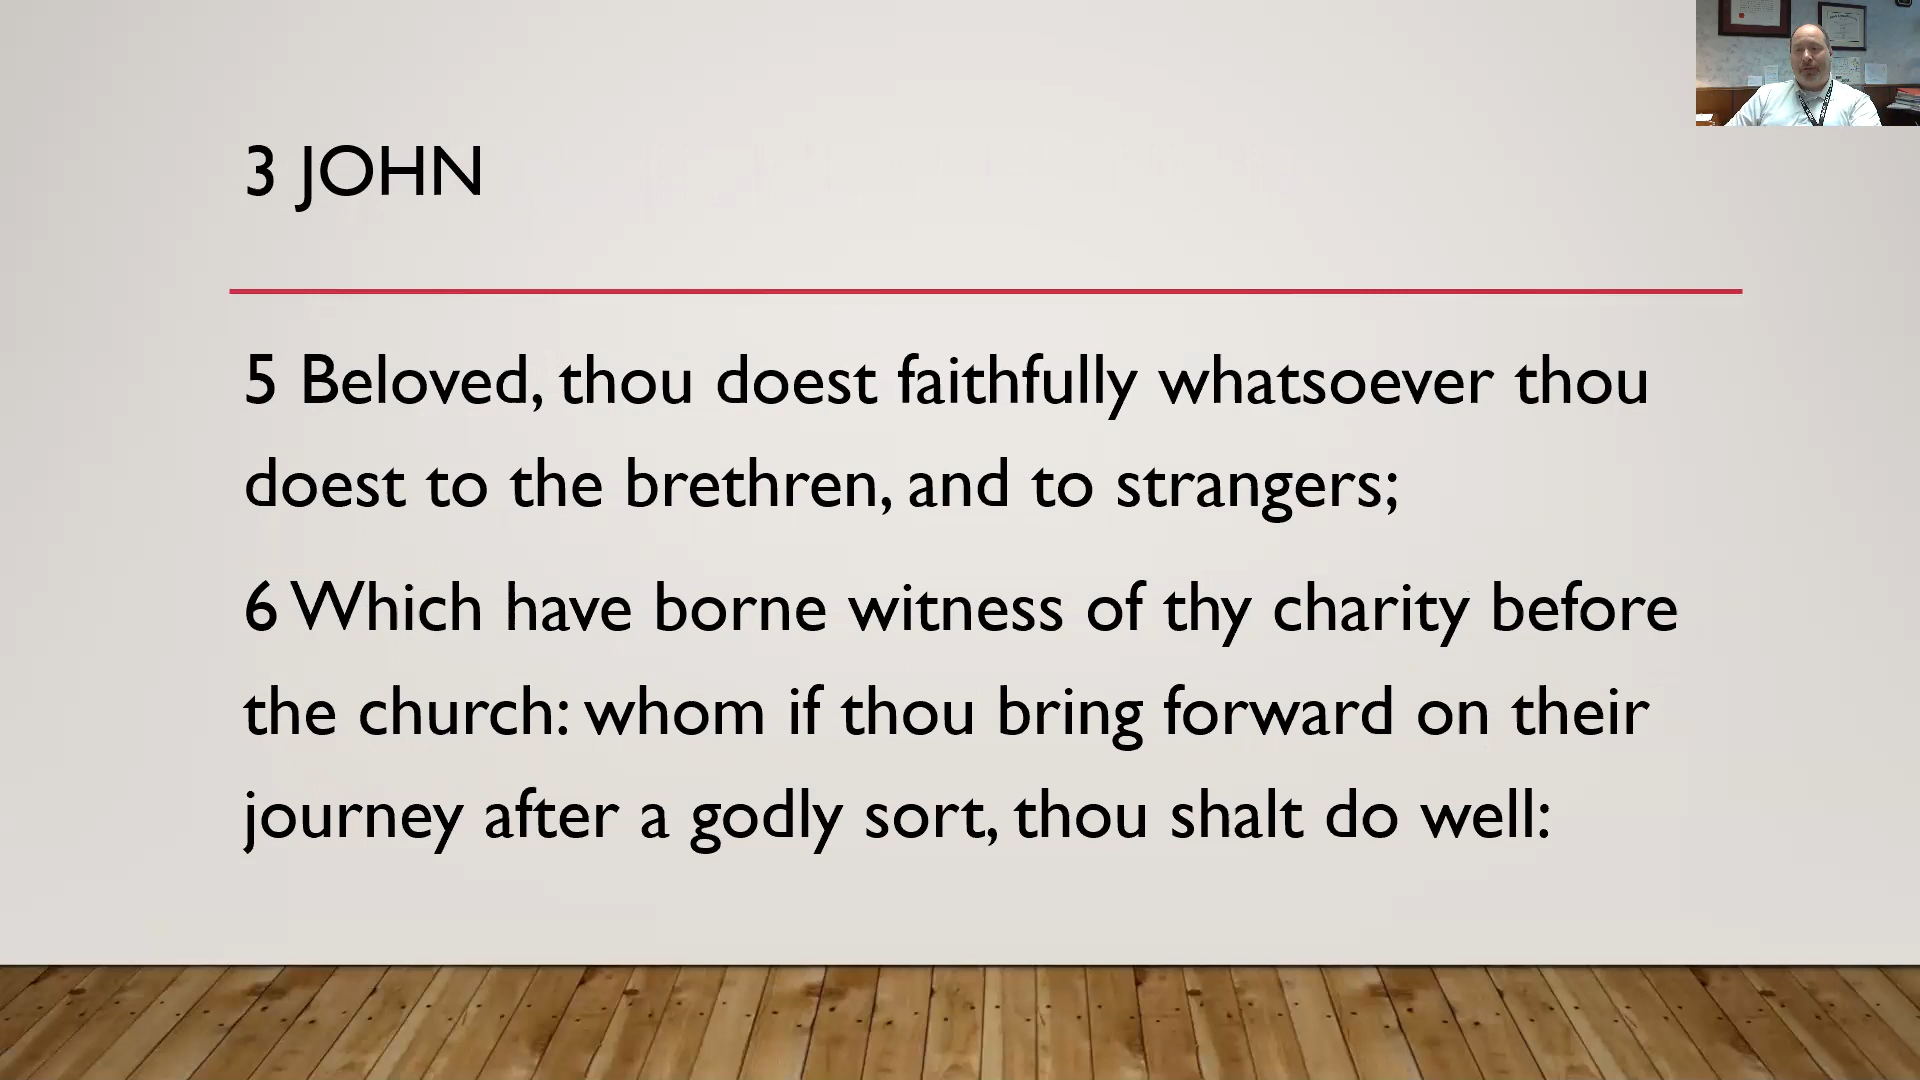 3 JOHN
5 Beloved, thou doest faithfully whatsoever thou
doest to the brethren, and to strangers;
6 Which have borne witness of thy charity before
the church: whom if thou bring forward on their
journey after a godly sort, thou shalt do well: